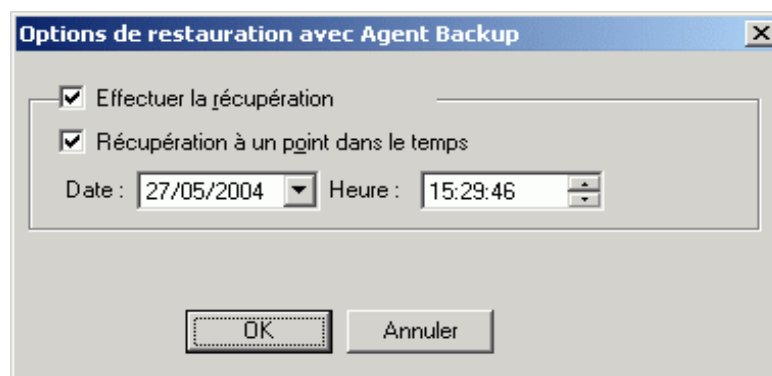 Options de restauration avec Agent Backup
Effectuer la récupération
Récupération à un point dans le temps
Date : 27/05/2004 Heure : 15:29:46
OK Annuler